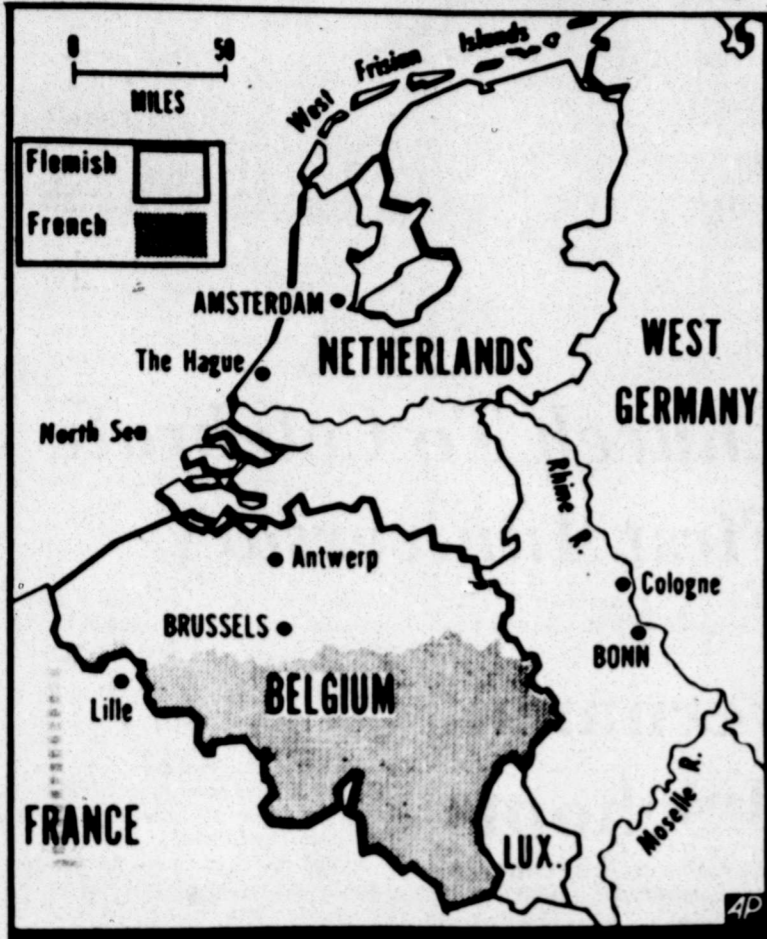 0 50
MILES
West Frisian Islands
Flemish
French
AMSTERDAM
The Hague
NETHERLANDS
WEST
GERMANY
North Sea
Rhine R.
Antwerp
Cologne
BRUSSELS
BONN
Lille
BELGIUM
FRANCE
LUX.
Moselle R.
AP